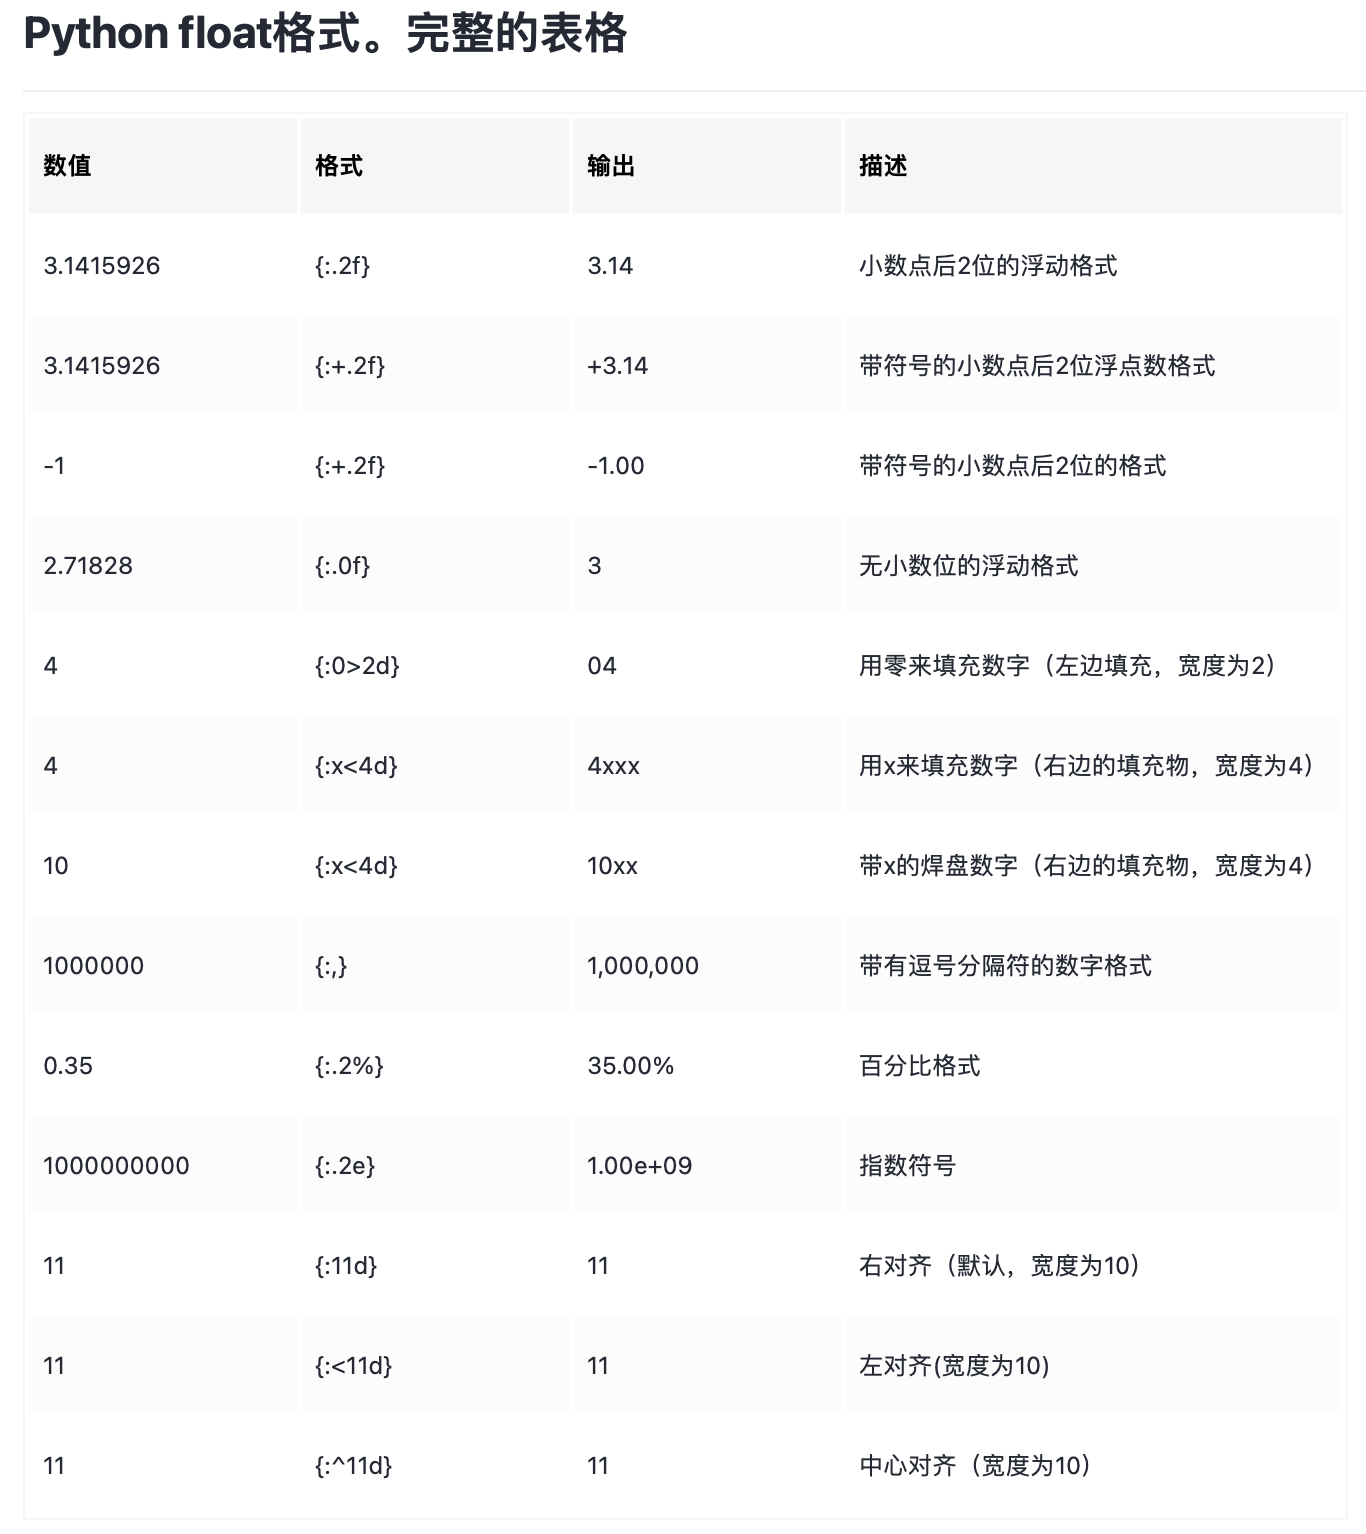 Python float格式。完整的表格
数值 格式 输出 描述
3.1415926 {:.2f} 3.14 小数点后2位的浮动格式
3.1415926 {:+.2f} +3.14 带符号的小数点后2位浮点数格式
-1 {:+.2f} -1.00 带符号的小数点后2位的格式
2.71828 {:.0f} 3 无小数位的浮动格式
4 {:0>2d} 04 用零来填充数字（左边填充，宽度为2）
4 {:x<4d} 4xxx 用x来填充数字（右边的填充物，宽度为4）
10 {:x<4d} 10xx 带x的焊盘数字（右边的填充物，宽度为4）
1000000 {:,} 1,000,000 带有逗号分隔符的数字格式
0.35 {:.2%} 35.00% 百分比格式
1000000000 {:.2e} 1.00e+09 指数符号
11 {:11d} 11 右对齐（默认，宽度为10）
11 {:<11d} 11 左对齐(宽度为10)
11 {:^11d} 11 中心对齐（宽度为10）